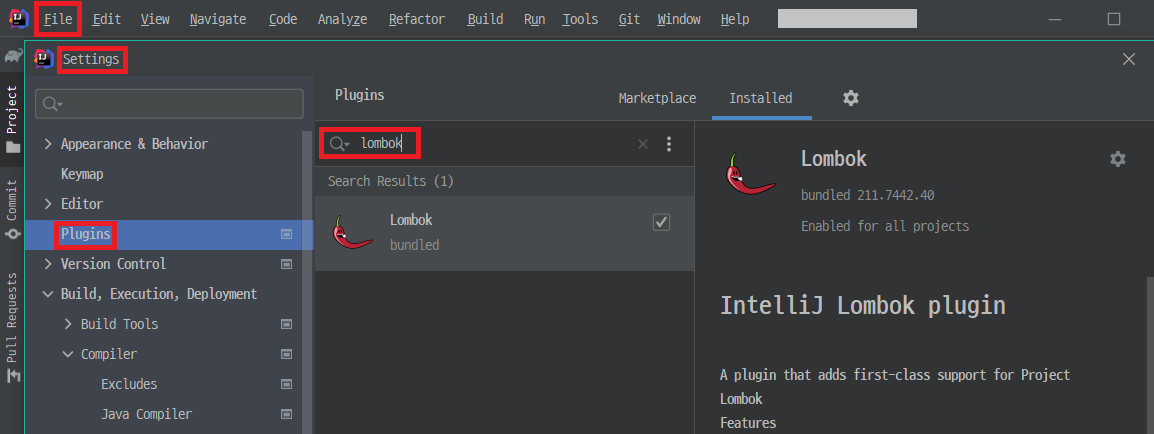 File Edit View Navigate Code Analyze Refactor Build Run Tools Git Window Help
Settings
Project
Commit
Pull Requests
Appearance & Behavior
Keymap
Editor
Plugins
Version Control
Build, Execution, Deployment
Build Tools
Compiler
Excludes
Java Compiler
Plugins
Marketplace
Installed
lombok
Search Results (1)
Lombok
bundled
Lombok
bundled 211.7442.40
Enabled for all projects
IntelliJ Lombok plugin
A plugin that adds first-class support for Project
Lombok
Features